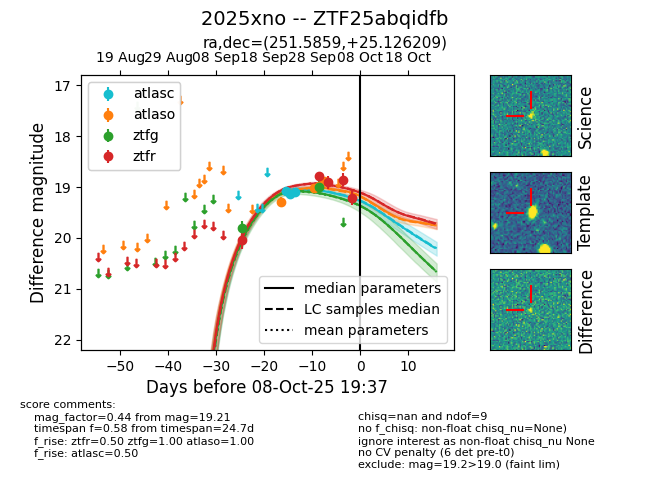 2025xno -- ZTF25abqidfb
ra,dec=(251.5859,+25.126209)
19 Aug 29 Aug 08 Sep 18 Sep 28 Sep 08 Oct 18 Oct
17
18
19
20
21
22
Difference magnitude
atlasc
atlaso
ztfg
ztfr
median parameters
LC samples median
mean parameters
−50 −40 −30 −20 −10 0 10
Days before 08-Oct-25 19:37
Science
Template
Difference
score comments:
mag_factor=0.44 from mag=19.21
timespan f=0.58 from timespan=24.7d
f_rise: ztfr=0.50 ztfg=1.00 atlaso=1.00
f_rise: atlasc=0.50
chisq=nan and ndof=9
no f_chisq: non-float chisq_nu=None)
ignore interest as non-float chisq_nu None
no CV penalty (6 det pre-t0)
exclude: mag=19.2>19.0 (faint lim)